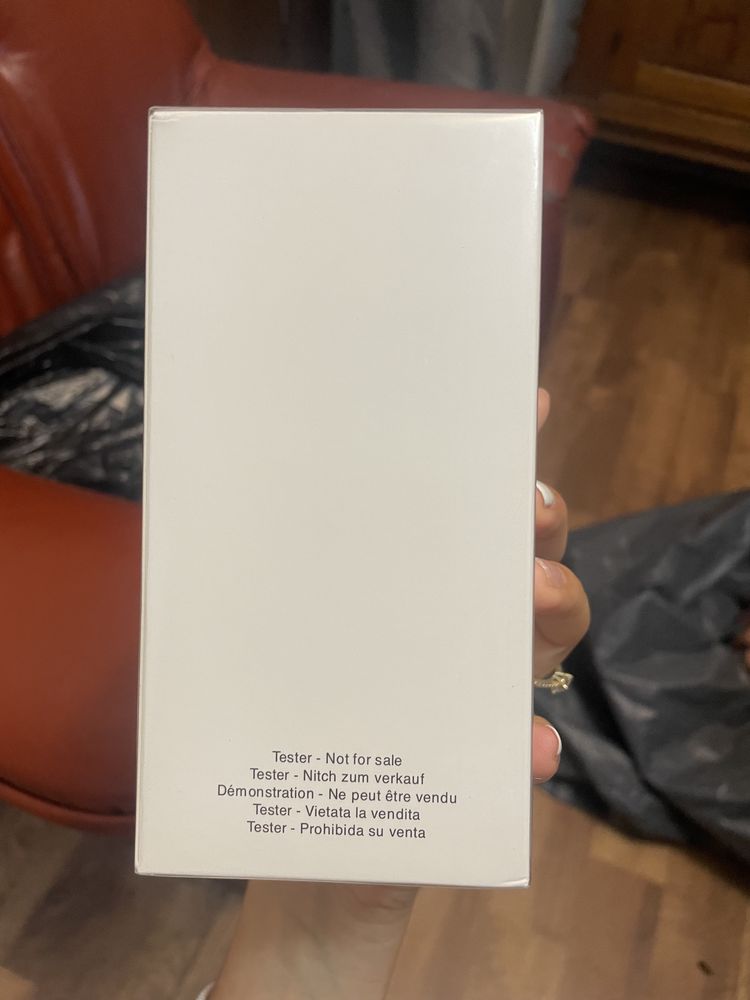 Tester - Not for sale
Tester - Nitch zum verkauf
Démonstration - Ne peut être vendu
Tester - Vietata la vendita
Tester - Prohibida su venta